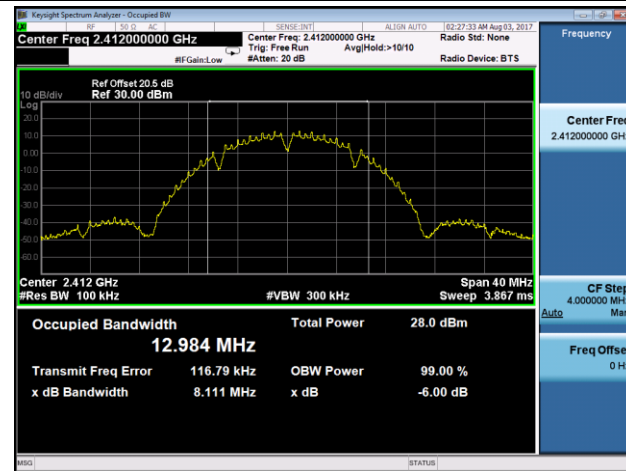 Keysight Spectrum Analyzer - Occupied BW
RF 50 Ω AC SENSE:INT ALIGN AUTO 02:27:33 AM Aug 03, 2017
Center Freq 2.412000000 GHz Center Freq: 2.412000000 GHz Radio Std: None
Trig: Free Run Avg|Hold:>10/10
#IFGain:Low #Atten: 20 dB Radio Device: BTS
Frequency
Ref Offset 20.5 dB
10 dB/div Ref 30.00 dBm
Log
20.0
10.0
0.00
-10.0
-20.0
-30.0
-40.0
-50.0
-60.0
Center 2.412 GHz Span 40 MHz
#Res BW 100 kHz #VBW 300 kHz Sweep 3.867 ms
Center Freq
2.412000000 GHz
CF Step
4.000000 MHz
Auto Man
Freq Offset
0 Hz
Occupied Bandwidth Total Power 28.0 dBm
12.984 MHz
Transmit Freq Error 116.79 kHz OBW Power 99.00 %
x dB Bandwidth 8.111 MHz x dB -6.00 dB
MSG STATUS